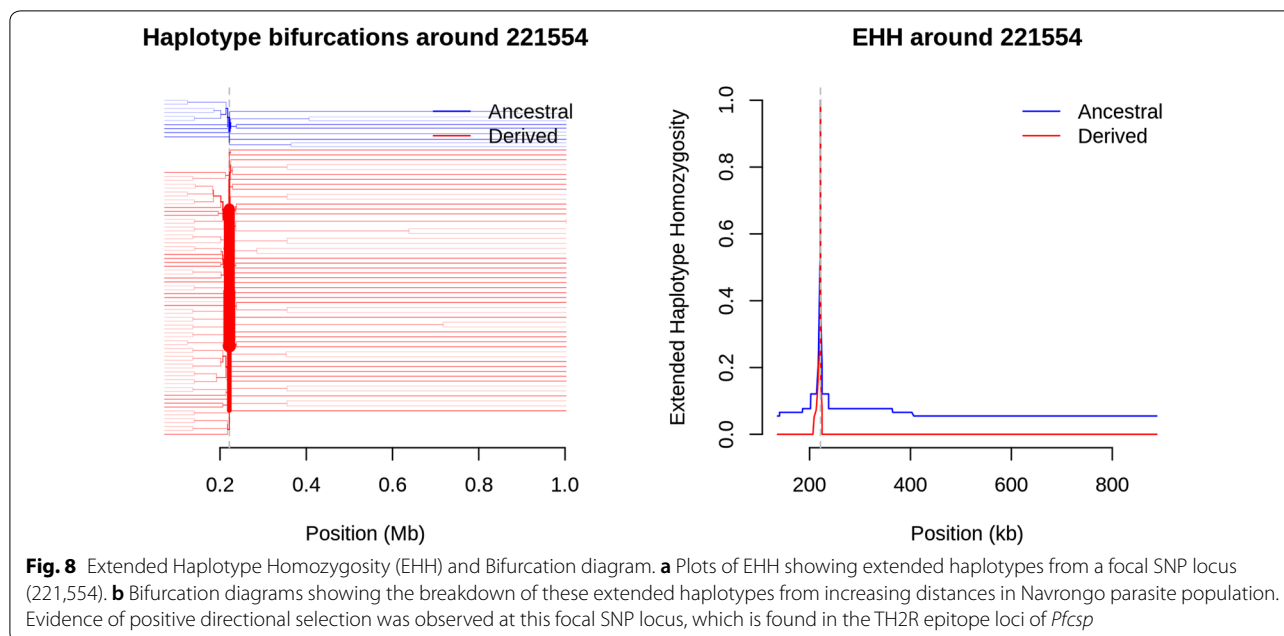 Haplotype bifurcations around 221554
Ancestral
Derived
0.2 0.4 0.6 0.8 1.0
Position (Mb)
EHH around 221554
Extended Haplotype Homozygosity
1.0
0.8
0.6
0.4
0.2
0.0
Ancestral
Derived
200 400 600 800
Position (kb)
Fig. 8 Extended Haplotype Homozygosity (EHH) and Bifurcation diagram. a Plots of EHH showing extended haplotypes from a focal SNP locus
(221,554). b Bifurcation diagrams showing the breakdown of these extended haplotypes from increasing distances in Navrongo parasite population.
Evidence of positive directional selection was observed at this focal SNP locus, which is found in the TH2R epitope loci of Pfcsp